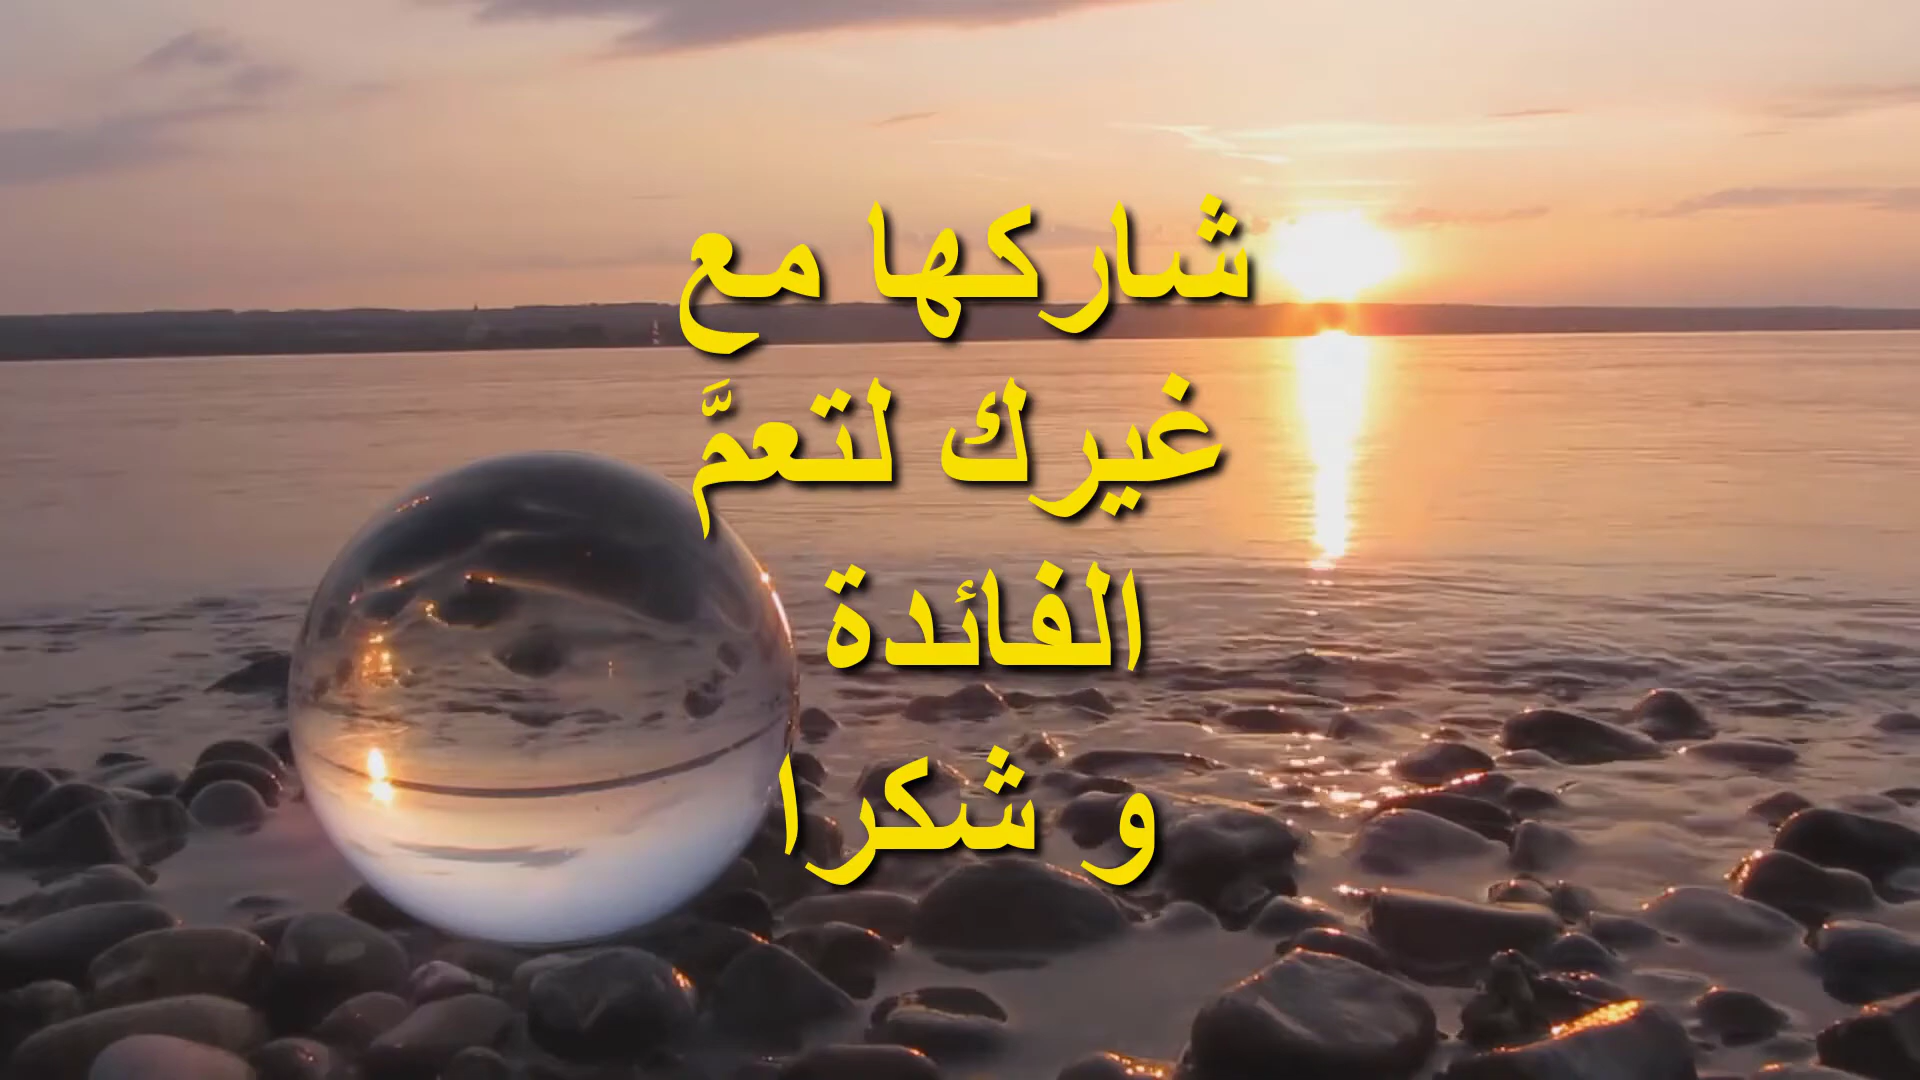 شاركها مع
غيرك لتعمَّ
الفائدة
و شكرا